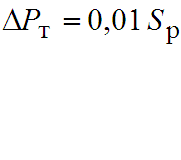 ΔPт = 0,01 Sр